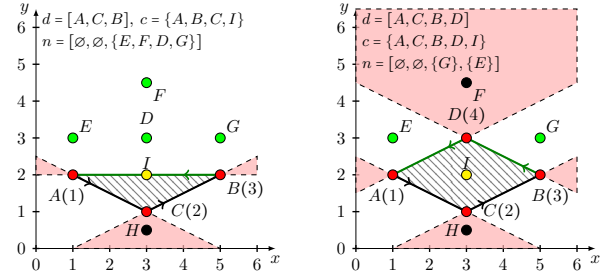 y
d = [A, C, B], c = {A, B, C, I}
n = [∅, ∅, {E, F, D, G}]
6
5
4
3
2
1
0
F
E
D
G
I
A(1)
B(3)
C(2)
H
0 1 2 3 4 5 6 x
y
d = [A, C, B, D]
c = {A, C, B, D, I}
n = [∅, ∅, {G}, {E}]
6
5
4
3
2
1
0
F
D(4)
E
G
I
A(1)
B(3)
C(2)
H
0 1 2 3 4 5 6 x